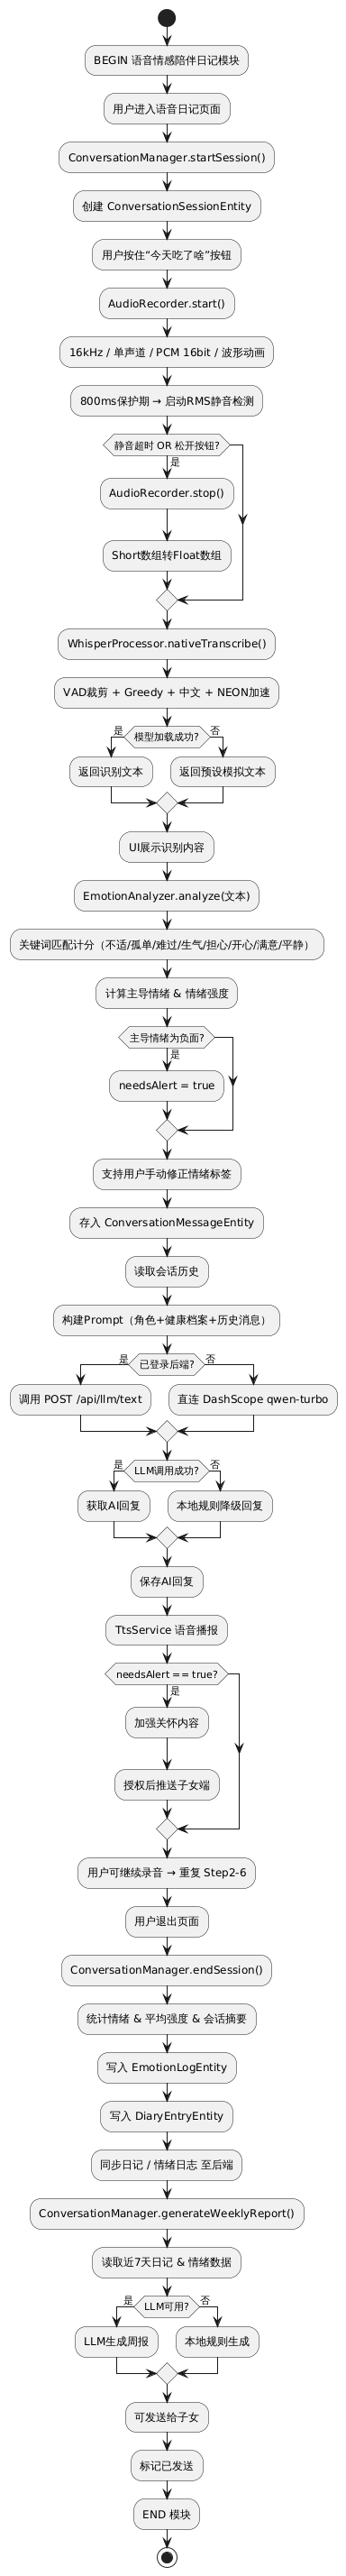 BEGIN 语音情感陪伴日记模块
用户进入语音日记页面
ConversationManager.startSession()
创建 ConversationSessionEntity
用户按住“今天吃了啥”按钮
AudioRecorder.start()
16kHz / 单声道 / PCM 16bit / 波形动画
800ms保护期 → 启动RMS静音检测
静音超时 OR 松开按钮?
是
AudioRecorder.stop()
Short数组转Float数组
WhisperProcessor.nativeTranscribe()
VAD裁剪 + Greedy + 中文 + NEON加速
是 模型加载成功? 否
返回识别文本 返回预设模拟文本
UI展示识别内容
EmotionAnalyzer.analyze(文本)
关键词匹配计分（不适/孤单/难过/生气/担心/开心/满意/平静）
计算主导情绪 & 情绪强度
主导情绪为负面?
是
needsAlert = true
支持用户手动修正情绪标签
存入 ConversationMessageEntity
读取会话历史
构建Prompt（角色+健康档案+历史消息）
是 已登录后端? 否
调用 POST /api/llm/text 直连 DashScope qwen-turbo
是 LLM调用成功? 否
获取AI回复 本地规则降级回复
保存AI回复
TtsService 语音播报
needsAlert == true?
是
加强关怀内容
授权后推送子女端
用户可继续录音 → 重复 Step2-6
用户退出页面
ConversationManager.endSession()
统计情绪 & 平均强度 & 会话摘要
写入 EmotionLogEntity
写入 DiaryEntryEntity
同步日记 / 情绪日志 至后端
ConversationManager.generateWeeklyReport()
读取近7天日记 & 情绪数据
是 LLM可用? 否
LLM生成周报 本地规则生成
可发送给子女
标记已发送
END 模块